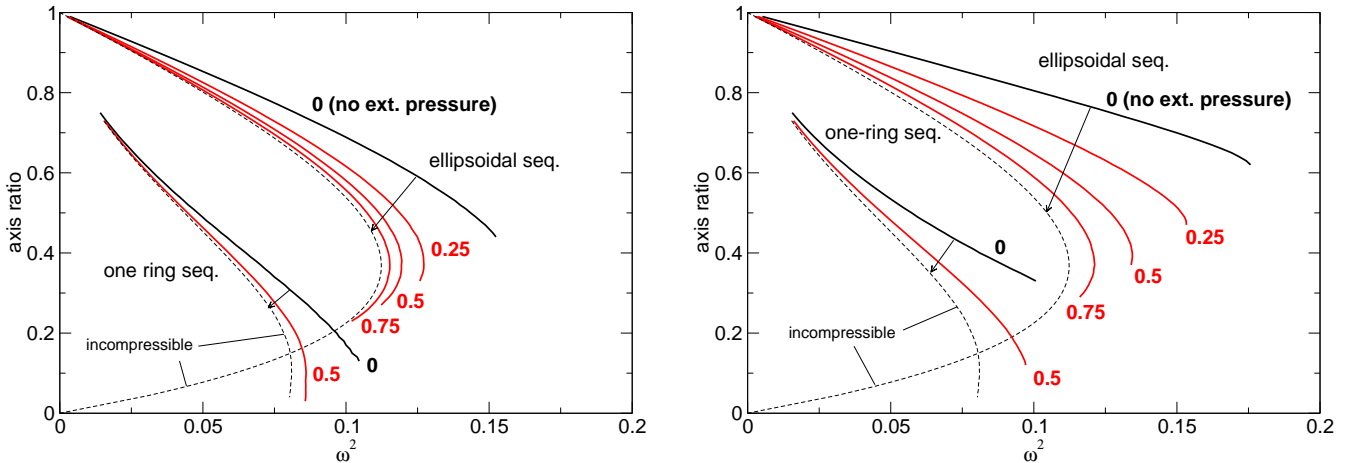 1
0.8
0.6
0.4
0.2
0
axis ratio
0 (no ext. pressure)
ellipsoidal seq.
0.25
one ring seq.
0.5
0.75
incompressible
0
0.5
0
0.05
0.1
0.15
0.2
ω²
1
0.8
0.6
0.4
0.2
0
axis ratio
ellipsoidal seq.
0 (no ext. pressure)
one-ring seq.
0.25
0
0.5
0.75
incompressible
0.5
0
0.05
0.1
0.15
0.2
ω²